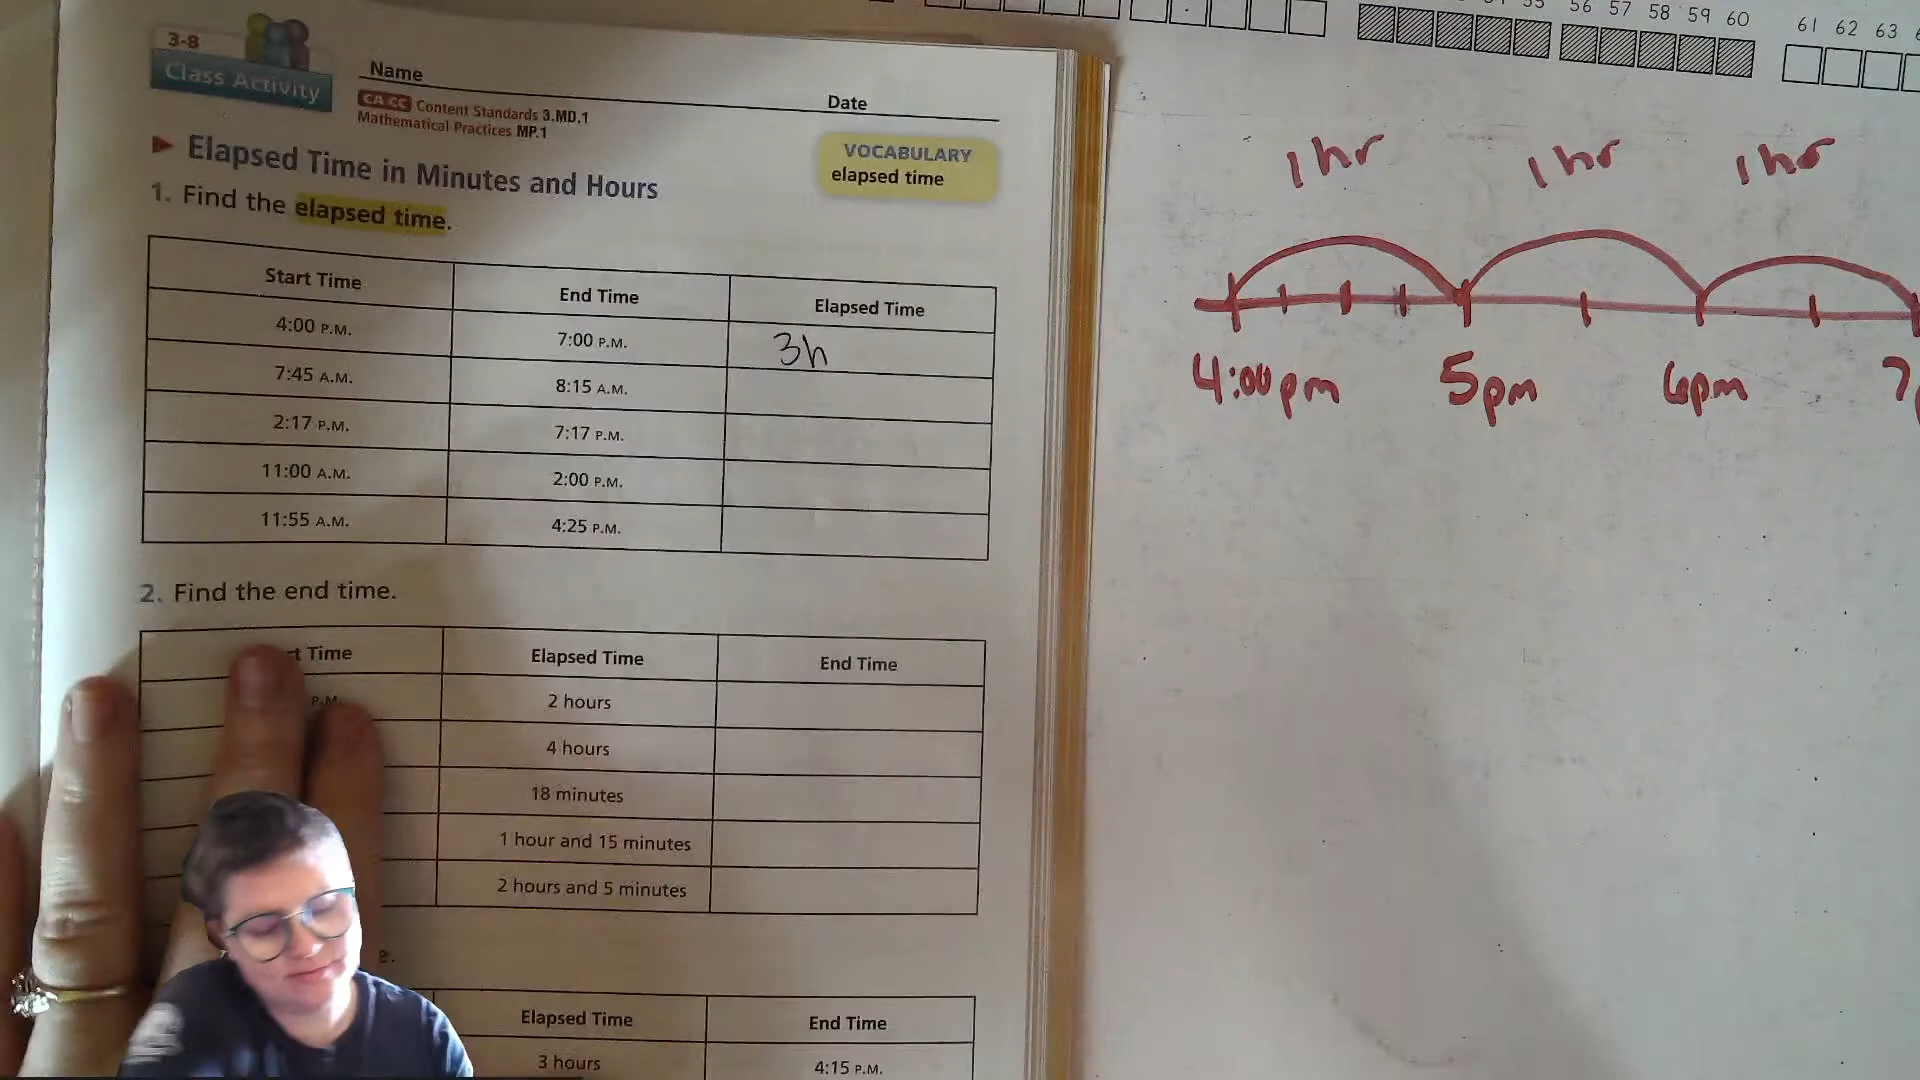 56 57 58 59 60
61 62 63
3-8
Class Activity
Name
Date
CA CC Content Standards 3.MD.1
Mathematical Practices MP.1
VOCABULARY
elapsed time
Elapsed Time in Minutes and Hours
1. Find the elapsed time.
Start Time End Time Elapsed Time
4:00 P.M. 7:00 P.M. 3h
7:45 A.M. 8:15 A.M.
2:17 P.M. 7:17 P.M.
11:00 A.M. 2:00 P.M.
11:55 A.M. 4:25 P.M.
2. Find the end time.
Time Elapsed Time End Time
P.M. 2 hours
4 hours
18 minutes
1 hour and 15 minutes
2 hours and 5 minutes
Elapsed Time End Time
3 hours 4:15 P.M.
1 hr 1 hr 1 hr
4:00pm 5pm 6pm 7